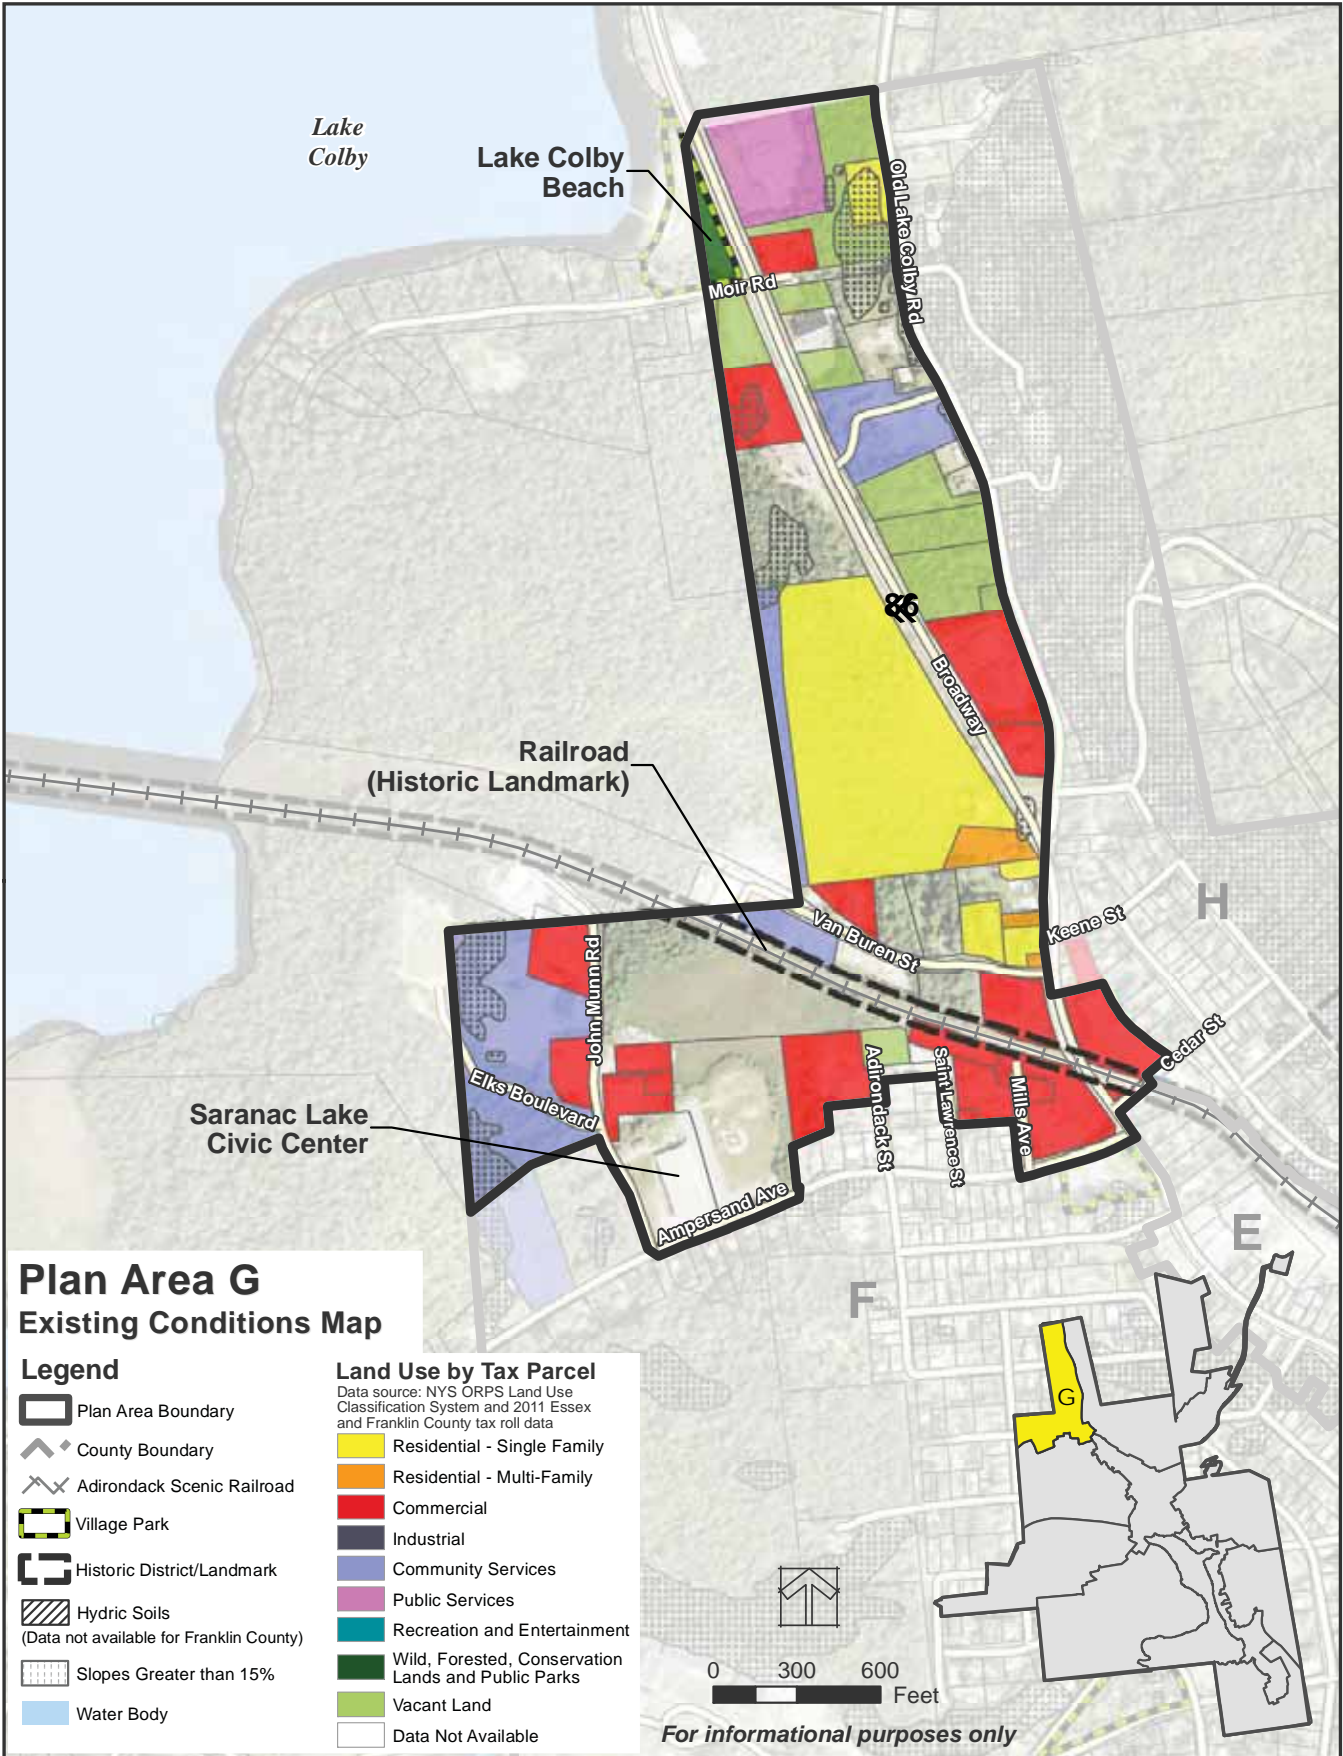 Lake
Colby
Lake Colby
Beach
Old Lake Colby Rd
Moir Rd
86
Broadway
Railroad
(Historic Landmark)
H
Keene St
Van Buren St
John Munn Rd
Cedar St
Elks Boulevard
Adirondack St
Saint Lawrence St
Mills Ave
Saranac Lake
Civic Center
Ampersand Ave
E
F
G
Plan Area G
Existing Conditions Map
Legend
Plan Area Boundary
County Boundary
Adirondack Scenic Railroad
Village Park
Historic District/Landmark
Hydric Soils
(Data not available for Franklin County)
Slopes Greater than 15%
Water Body
Land Use by Tax Parcel
Data source: NYS ORPS Land Use
Classification System and 2011 Essex
and Franklin County tax roll data
Residential - Single Family
Residential - Multi-Family
Commercial
Industrial
Community Services
Public Services
Recreation and Entertainment
Wild, Forested, Conservation
Lands and Public Parks
Vacant Land
Data Not Available
0 300 600
Feet
For informational purposes only